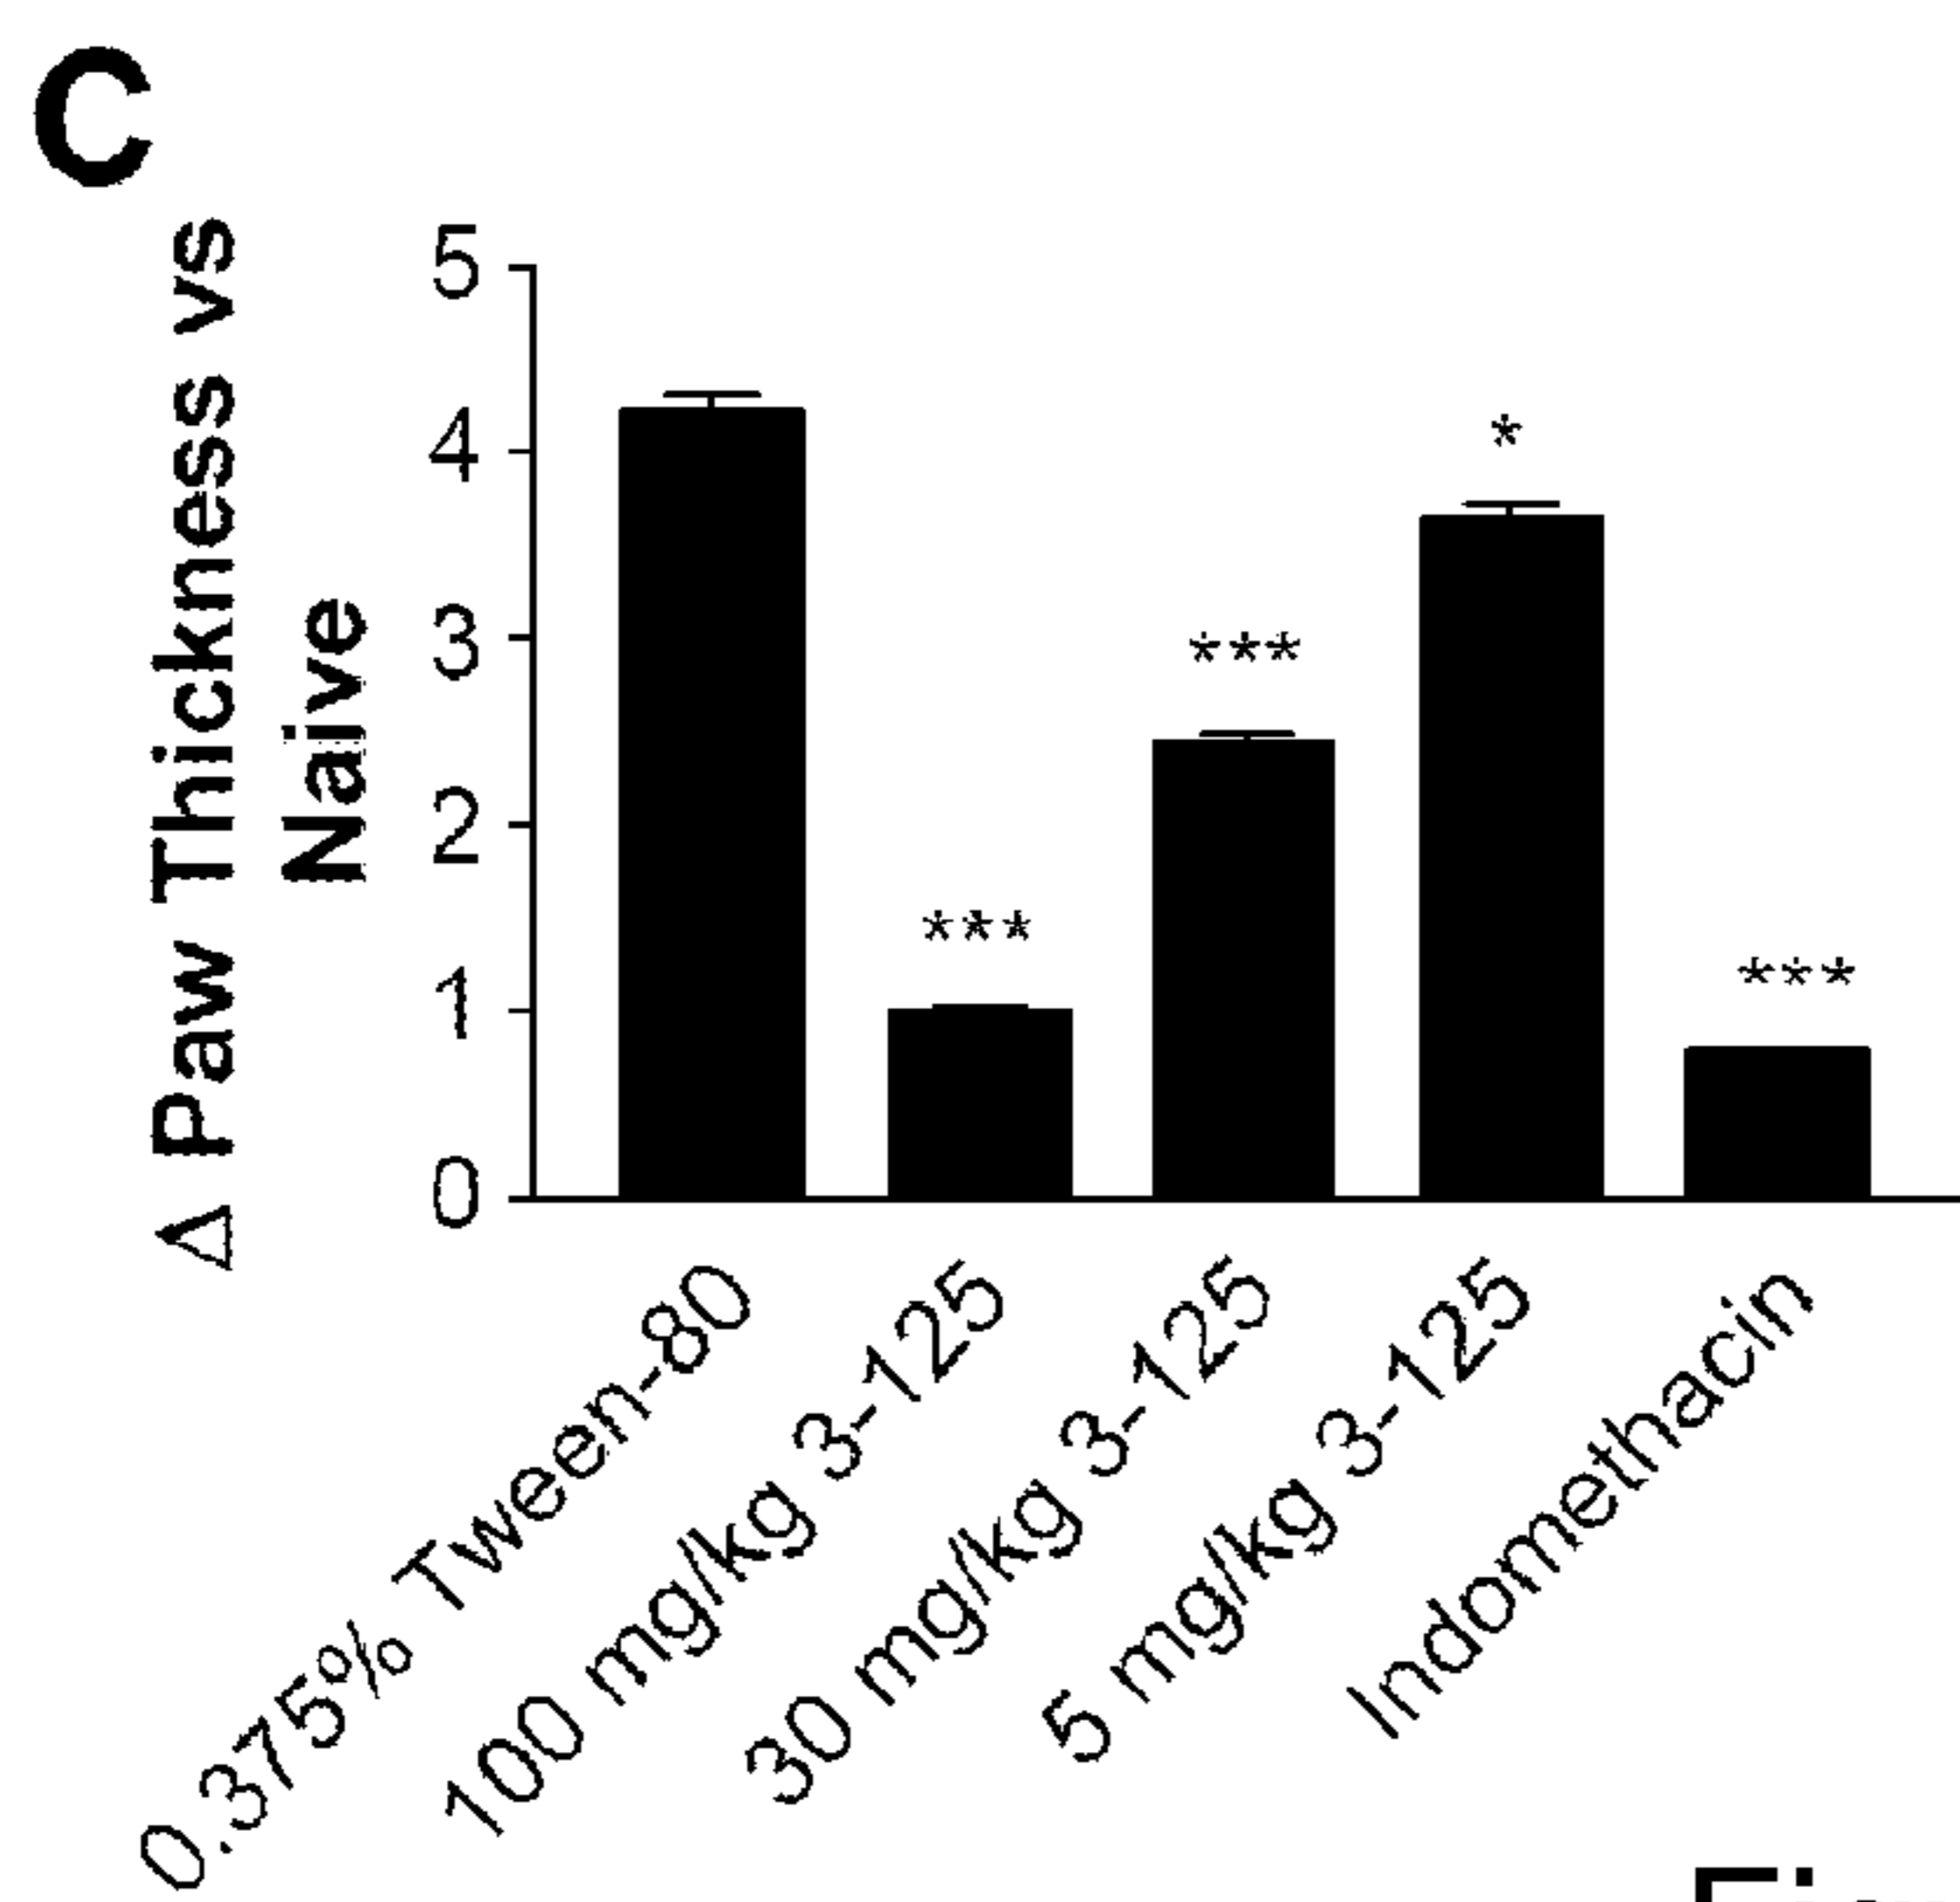 C
Δ Paw Thickness vs
Naive
5
4
3
2
1
0
*
***
***
***
0.375% Tween-80
100 mg/kg 3-125
30 mg/kg 3-125
5 mg/kg 3-125
Indomethacin